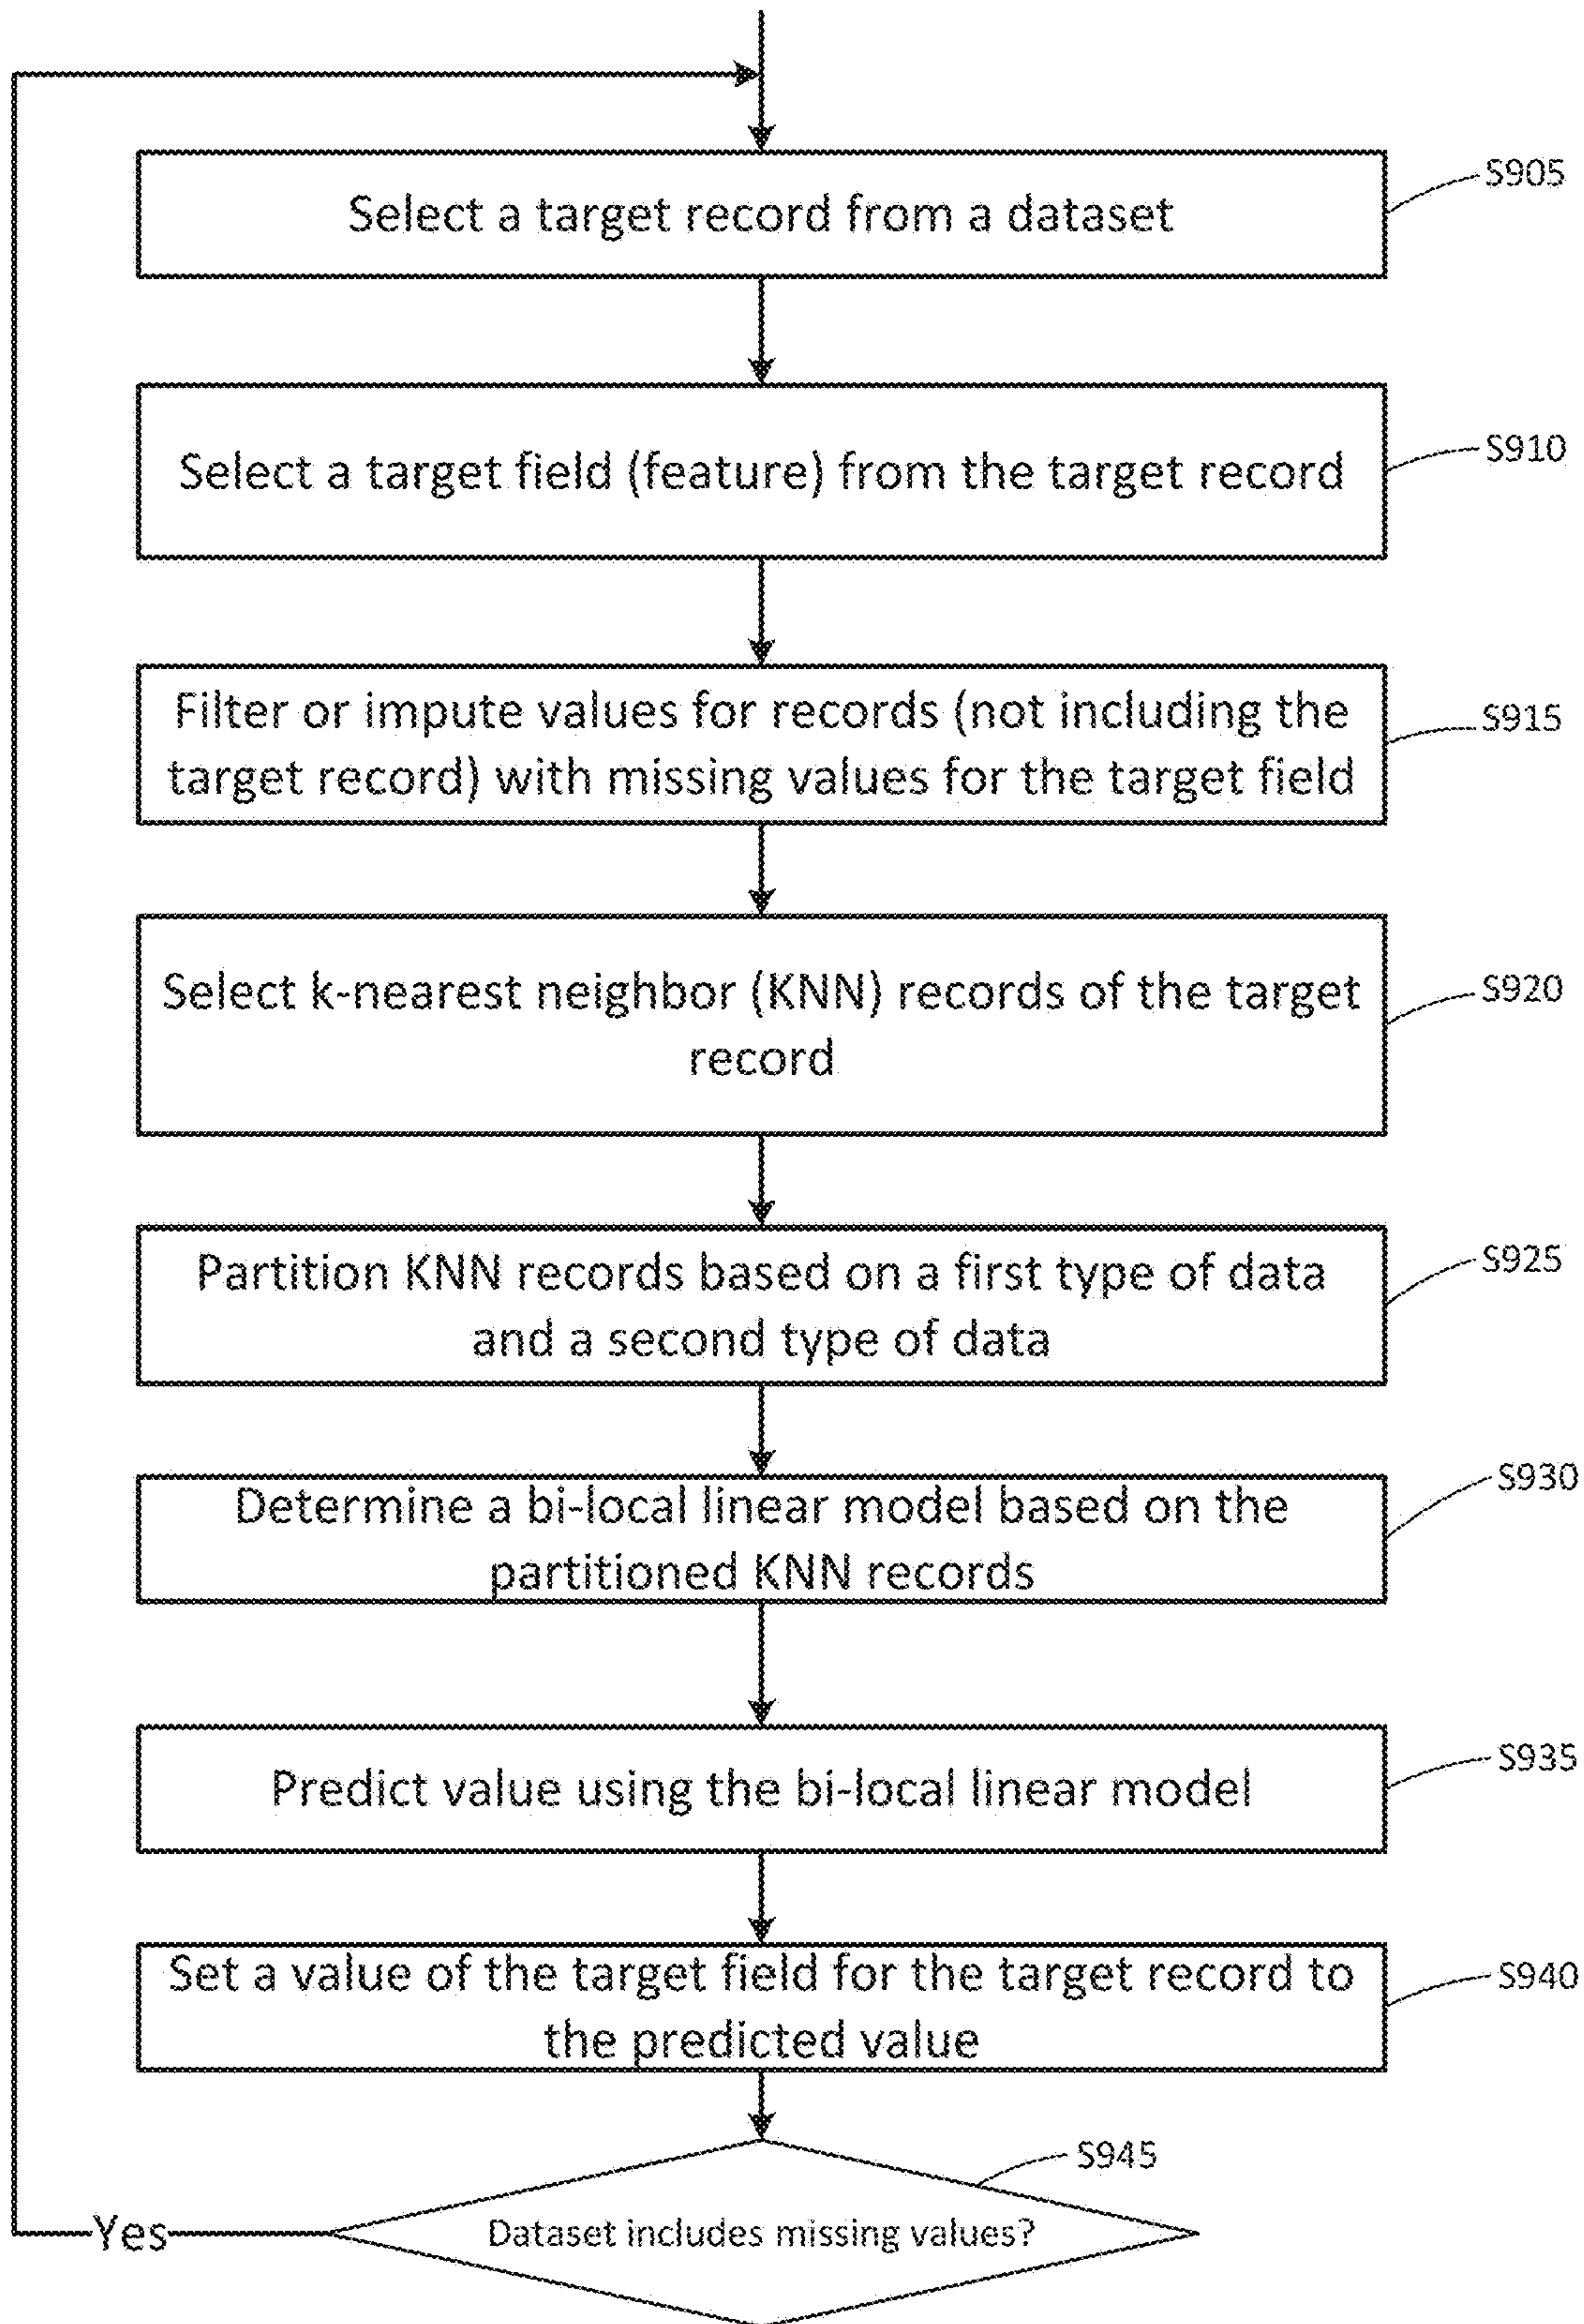 Select a target record from a dataset
S905
Select a target field (feature) from the target record
S910
Filter or impute values for records (not including the
target record) with missing values for the target field
S915
Select k-nearest neighbor (KNN) records of the target
record
S920
Partition KNN records based on a first type of data
and a second type of data
S925
Determine a bi-local linear model based on the
partitioned KNN records
S930
Predict value using the bi-local linear model
S935
Set a value of the target field for the target record to
the predicted value
S940
S945
Yes
Dataset includes missing values?